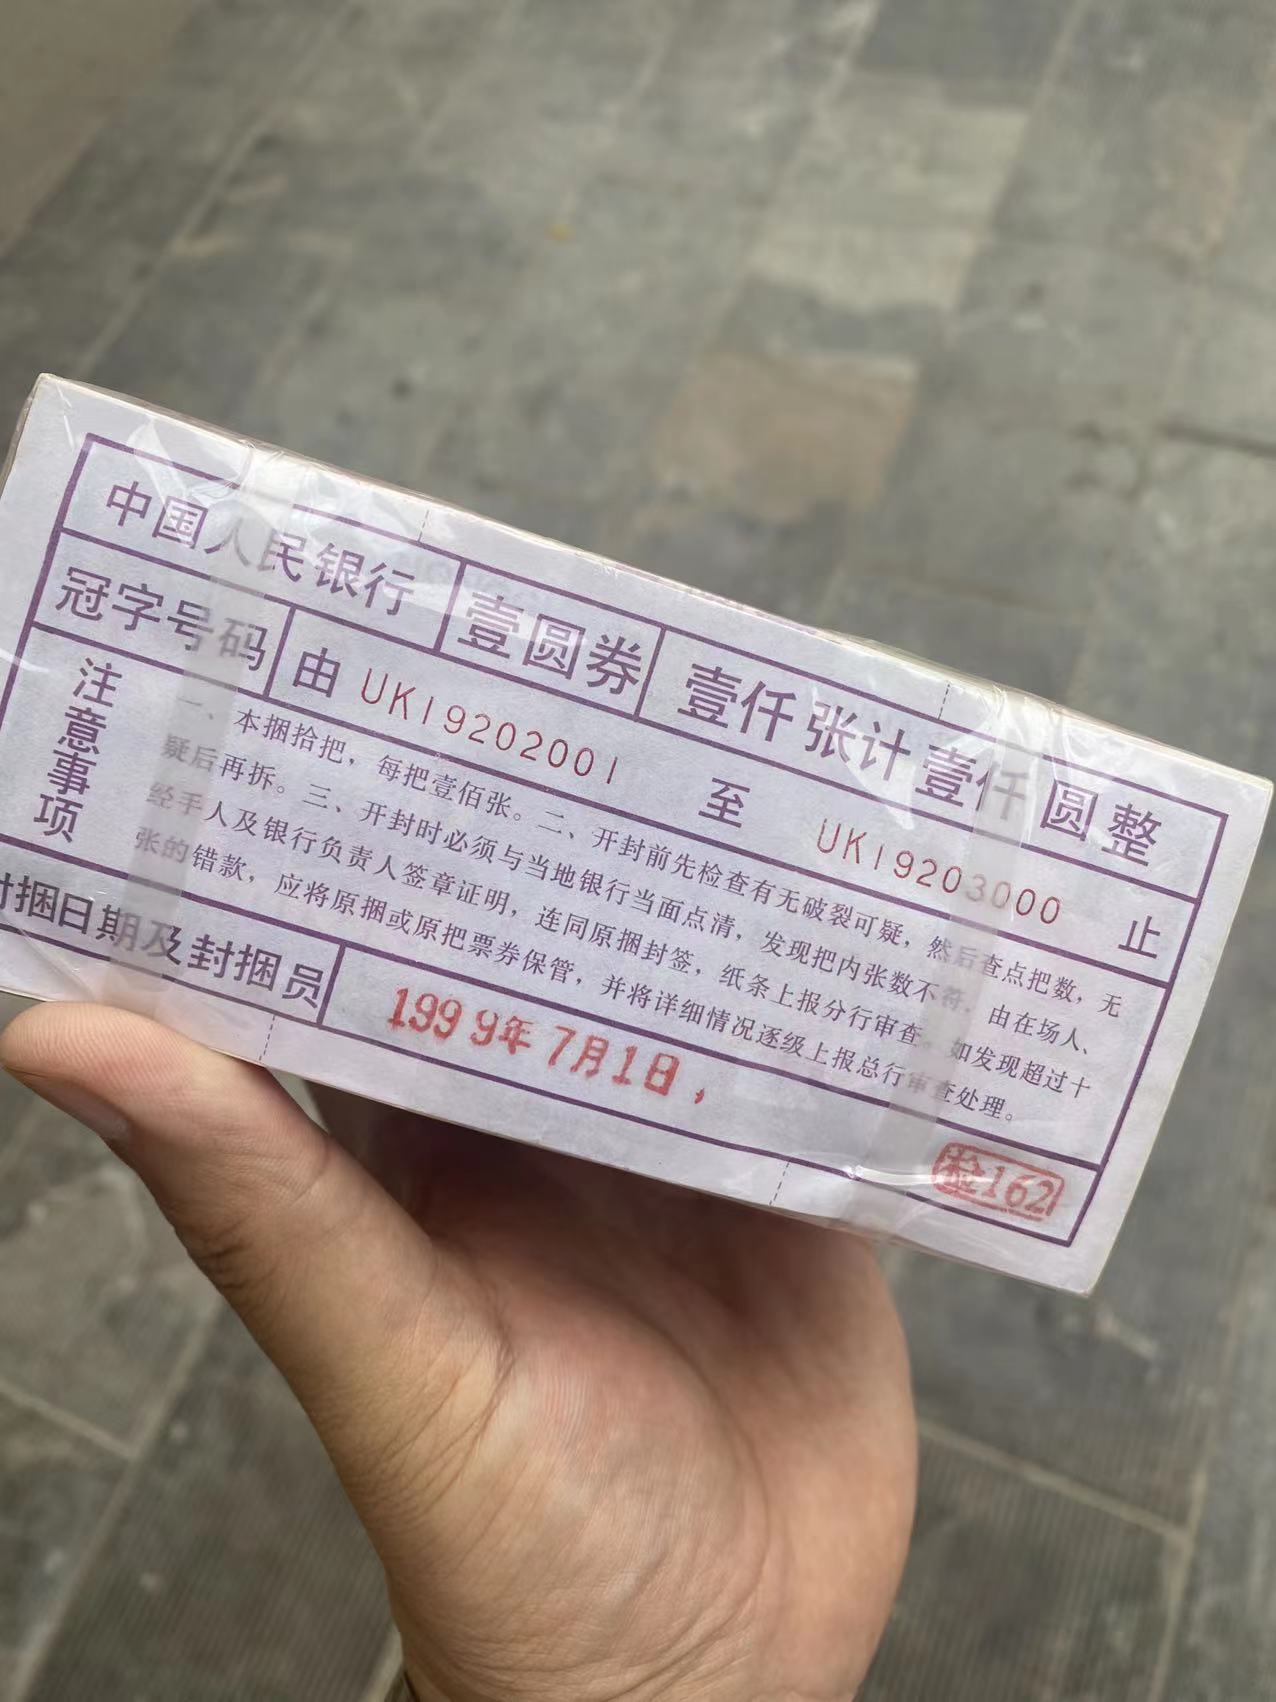 中国人民银行 壹圆券 壹仟张计壹仟圆整
冠字号码 由 UK19202001 至 UK19203000 止
注意事项
一、本捆拾把，每把壹佰张。二、开封前先检查有无破裂可疑，然后查点把数，无
疑后再拆。三、开封时必须与当地银行当面点清，发现把内张数不符，由在场人、
经手人及银行负责人签章证明，连同原捆封签，纸条上报分行审查。如发现超过十
张的错款，应将原捆或原把票券保管，并将详细情况逐级上报总行审查处理。
封捆日期及封捆员 1999年7月1日,
检162